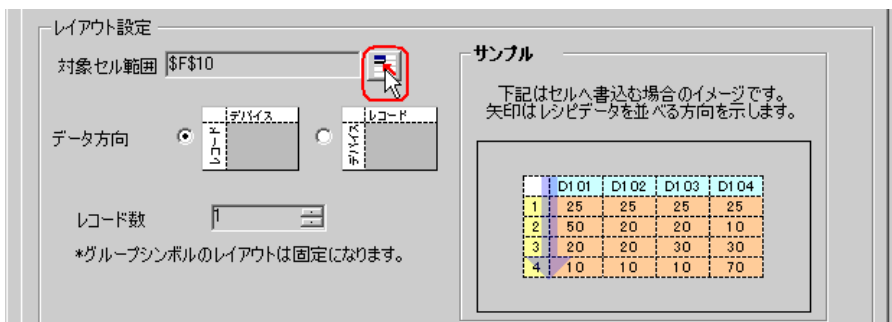 レイアウト設定
対象セル範囲 $F$10
データ方向
デバイス
レコード
レコード
デバイス
レコード数 1
*グループシンボルのレイアウトは固定になります。
サンプル
下記はセルへ書込む場合のイメージです。
矢印はレシピデータを並べる方向を示します。
D101 D102 D103 D104
1 25 25 25 25
2 50 20 20 10
3 20 20 30 30
4 10 10 10 70